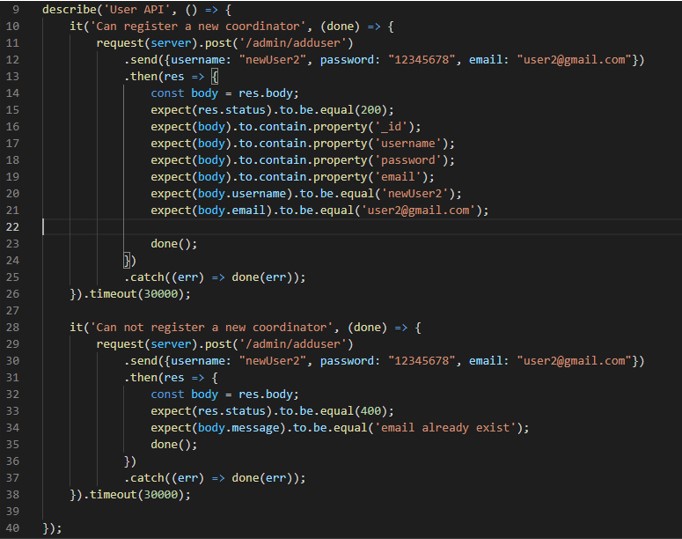 9 describe('User API', () => {
10     it('Can register a new coordinator', (done) => {
11         request(server).post('/admin/adduser')
12             .send({username: "newUser2", password: "12345678", email: "user2@gmail.com"})
13             .then(res => {
14                 const body = res.body;
15                 expect(res.status).to.be.equal(200);
16                 expect(body).to.contain.property('_id');
17                 expect(body).to.contain.property('username');
18                 expect(body).to.contain.property('password');
19                 expect(body).to.contain.property('email');
20                 expect(body.username).to.be.equal('newUser2');
21                 expect(body.email).to.be.equal('user2@gmail.com');
22
23                 done();
24             })
25             .catch((err) => done(err));
26     }).timeout(30000);
27
28     it('Can not register a new coordinator', (done) => {
29         request(server).post('/admin/adduser')
30             .send({username: "newUser2", password: "12345678", email: "user2@gmail.com"})
31             .then(res => {
32                 const body = res.body;
33                 expect(res.status).to.be.equal(400);
34                 expect(body.message).to.be.equal('email already exist');
35                 done();
36             })
37             .catch((err) => done(err));
38     }).timeout(30000);
39
40 });